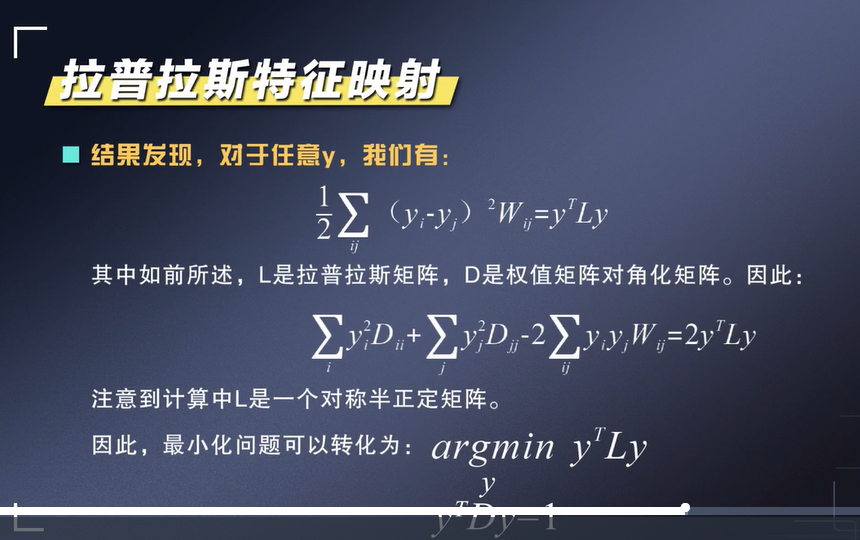 拉普拉斯特征映射
结果发现，对于任意y，我们有：
$\frac{1}{2}\sum_{ij}（y_i-y_j）^2W_{ij}=y^TLy$
其中如前所述，L是拉普拉斯矩阵，D是权值矩阵对角化矩阵。因此：
$\sum_i y_i^2D_{ii}+\sum_j y_j^2D_{jj}-2\sum_{ij} y_iy_jW_{ij}=2y^TLy$
注意到计算中L是一个对称半正定矩阵。
因此，最小化问题可以转化为：$argmin\ y^TLy$
$y$
$y^TDy=1$